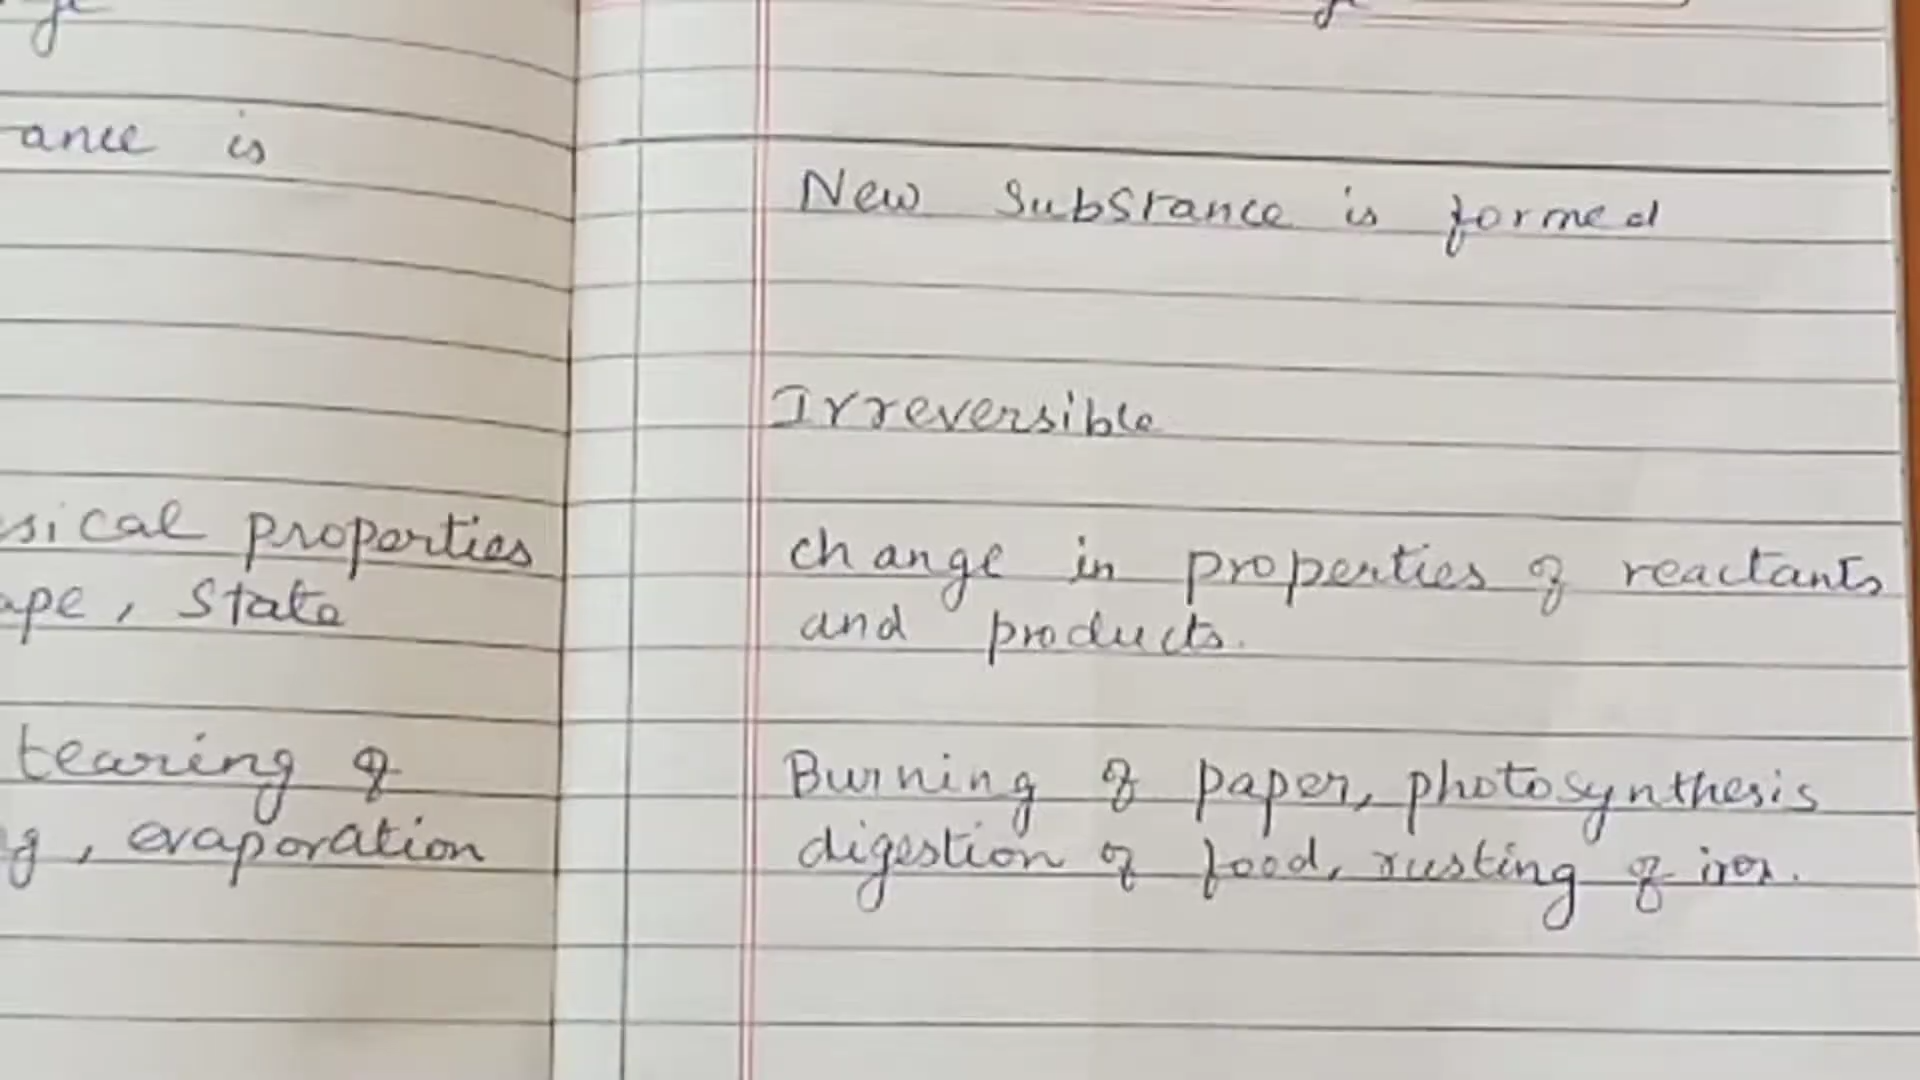 ance is
sical properties
ape, state
tearing of
g, evaporation
New substance is formed
Irreversible
change in properties of reactants
and products.
Burning of paper, photosynthesis
digestion of food, rusting of iron.